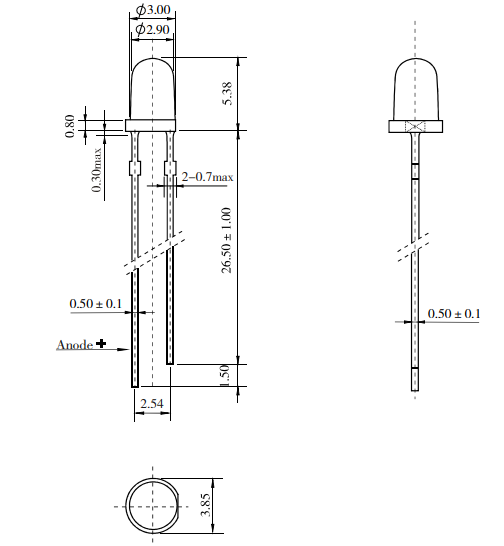 ϕ3.00
ϕ2.90
5.38
0.80
0.30max
2-0.7max
26.50 ± 1.00
0.50 ± 0.1
0.50 ± 0.1
Anode +
1.50
2.54
3.85